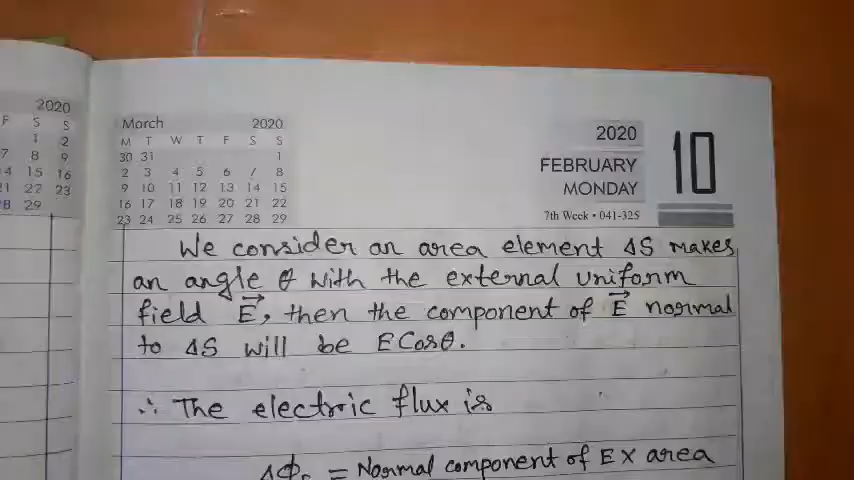 2020
F S S
1 2
7 8 9
14 15 16
21 22 23
28 29
March 2020
M T W T F S S
30 31 1
2 3 4 5 6 7 8
9 10 11 12 13 14 15
16 17 18 19 20 21 22
23 24 25 26 27 28 29
2020
FEBRUARY
MONDAY
10
7th Week • 041-325
We consider an area element ΔS makes
an angle θ with the external uniform
field E⃗, then the component of E⃗ normal
to ΔS will be E Cosθ.
∴ The electric flux is
= Normal component of E X area